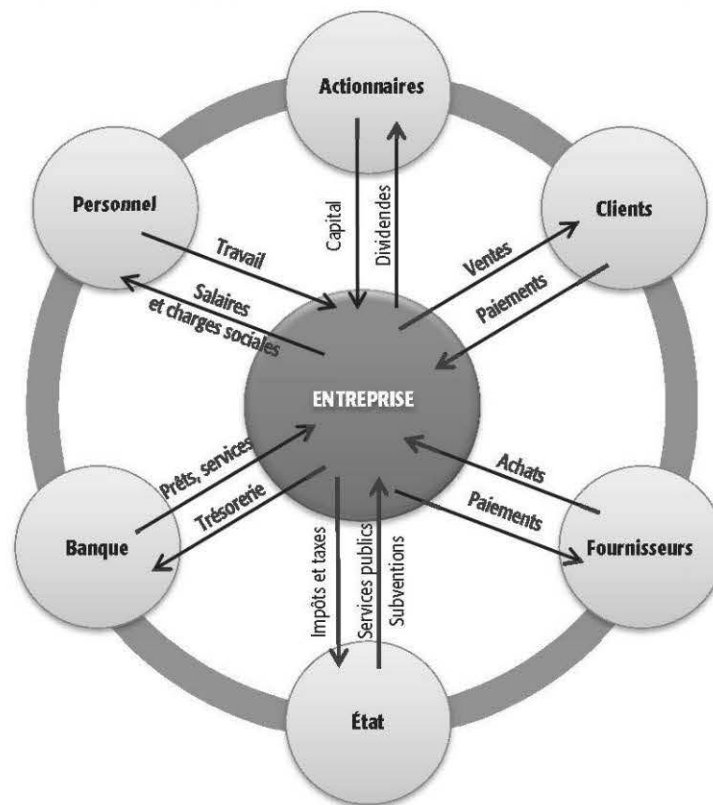 Actionnaires
Personnel
Clients
Capital
Dividendes
Travail
Salaires
et charges sociales
Ventes
Paiements
ENTREPRISE
Prêts, services
Trésorerie
Achats
Paiements
Banque
Fournisseurs
Impôts et taxes
Services publics
Subventions
État